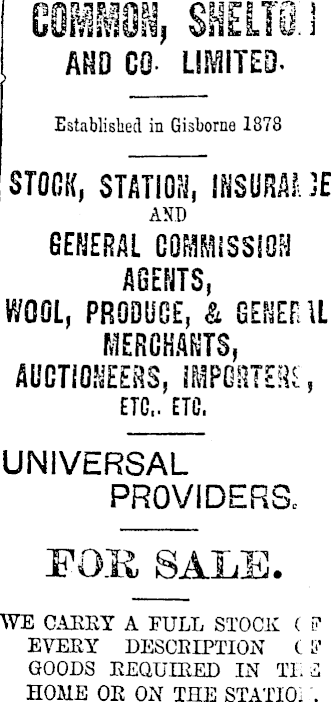 COMMON, SHELTON
AND CO. LIMITED.
Established in Gisborne 1878
STOCK, STATION, INSURANCE
AND
GENERAL COMMISSION
AGENTS,
WOOL, PRODUCE, & GENERAL
MERCHANTS,
AUCTIONEERS, IMPORTERS,
ETC,. ETC.
UNIVERSAL
PROVIDERS.
FOR SALE.
WE CARRY A FULL STOCK OF
EVERY DESCRIPTION OF
GOODS REQUIRED IN THE
HOME OR ON THE STATION.